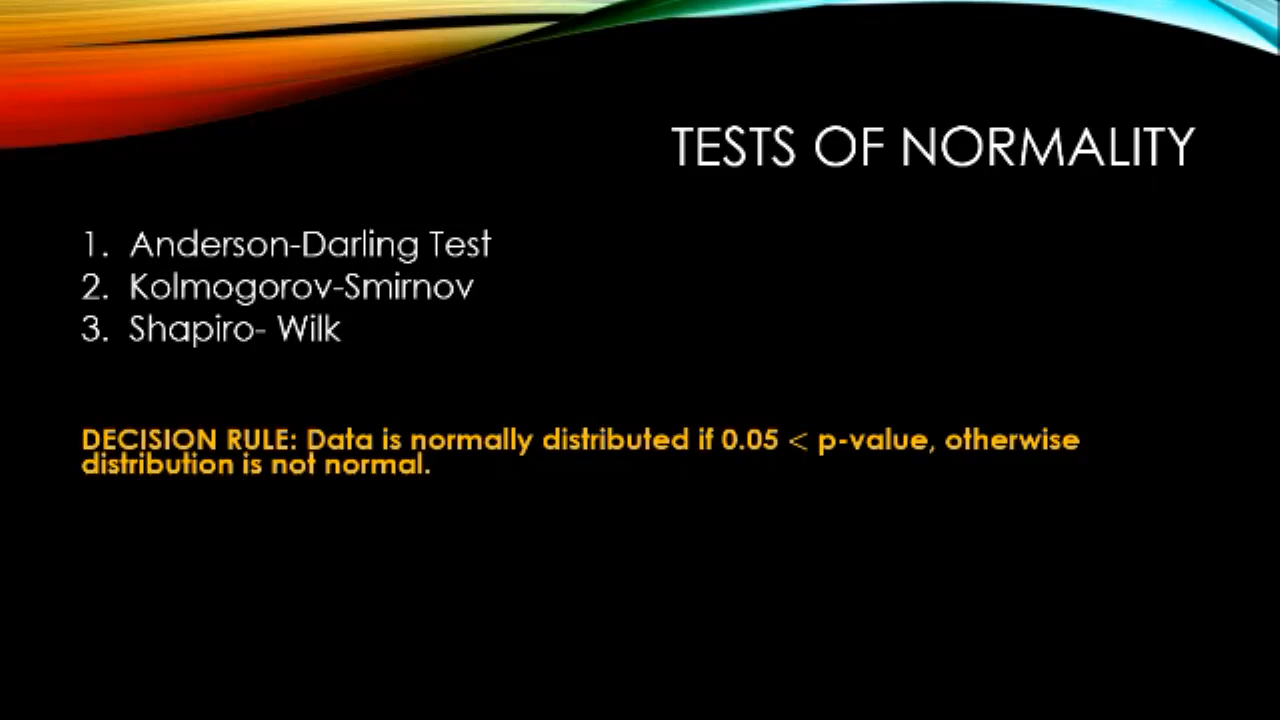 TESTS OF NORMALITY
1. Anderson-Darling Test
2. Kolmogorov-Smirnov
3. Shapiro- Wilk
DECISION RULE: Data is normally distributed if 0.05 < p-value, otherwise
distribution is not normal.